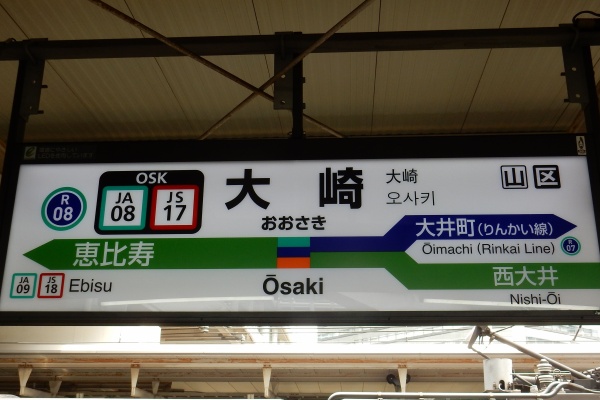 OSK
R
08
JA
08
JS
17
大崎
おおさき
Ōsaki
大崎
오사키
山 区
恵比寿
JA
09
JS
18
Ebisu
大井町(りんかい線)
Ōimachi (Rinkai Line)
R
07
西大井
Nishi-Ōi